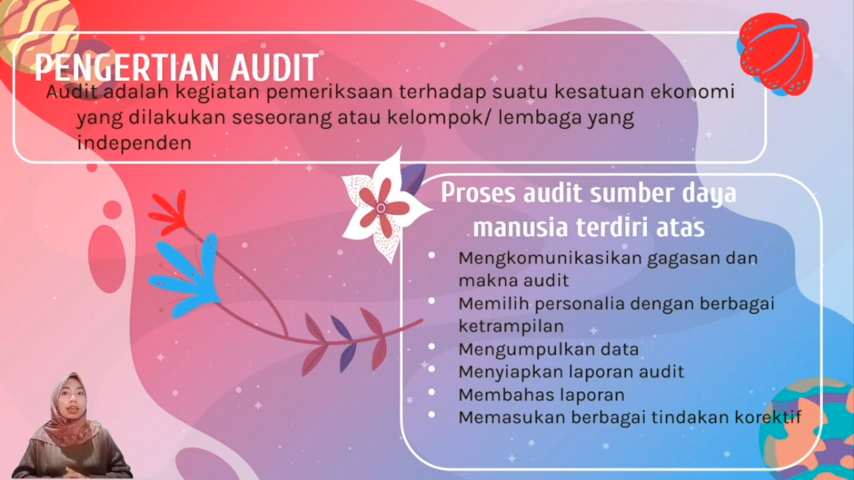 PENGERTIAN AUDIT
Audit adalah kegiatan pemeriksaan terhadap suatu kesatuan ekonomi
yang dilakukan seseorang atau kelompok/ lembaga yang
independen
Proses audit sumber daya
manusia terdiri atas
• Mengkomunikasikan gagasan dan
makna audit
• Memilih personalia dengan berbagai
ketrampilan
• Mengumpulkan data
• Menyiapkan laporan audit
• Membahas laporan
• Memasukan berbagai tindakan korektif